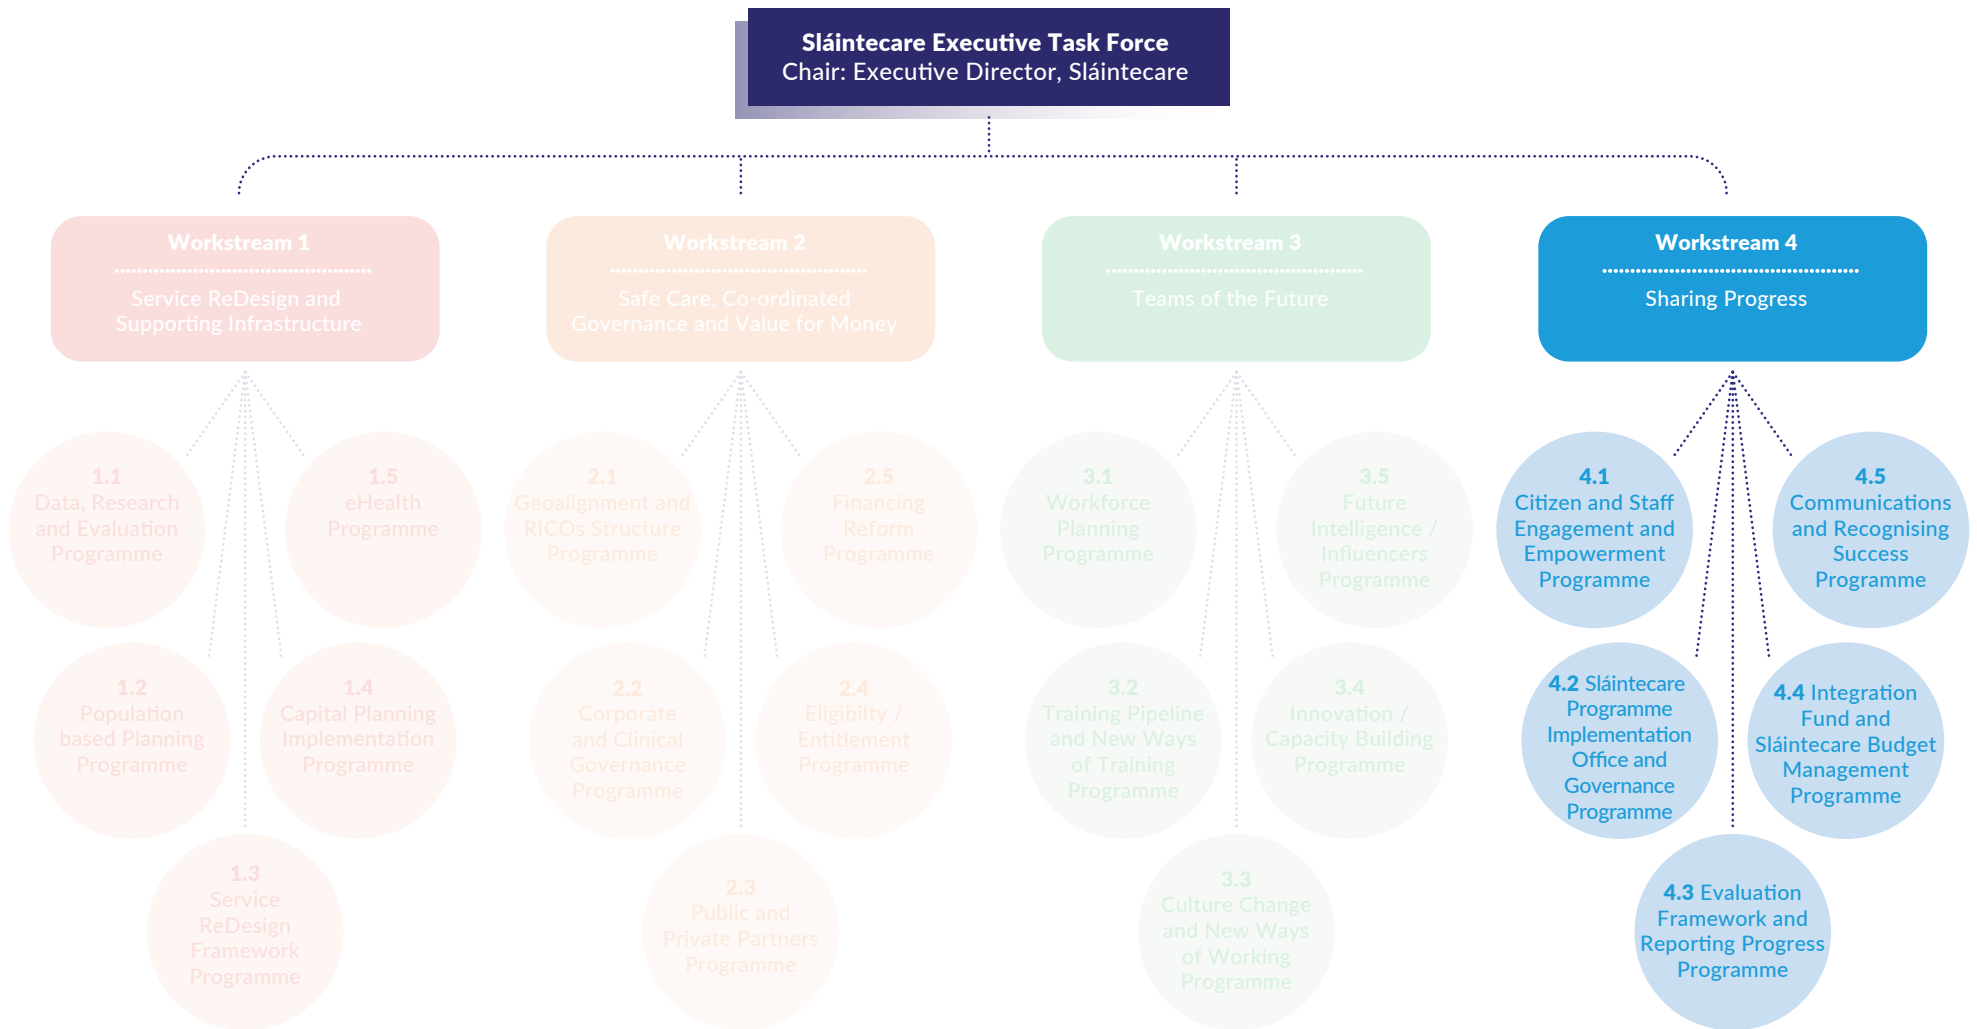 Sláintecare Executive Task Force
Chair: Executive Director, Sláintecare
Workstream 1
Service ReDesign and
Supporting Infrastructure
1.1
Data, Research
and Evaluation
Programme
1.5
eHealth
Programme
1.2
Population
based Planning
Programme
1.4
Capital Planning
Implementation
Programme
1.3
Service
ReDesign
Framework
Programme
Workstream 2
Safe Care, Co-ordinated
Governance and Value for Money
2.1
Geoalignment and
RICOs Structure
Programme
2.5
Financing
Reform
Programme
2.2
Corporate
and Clinical
Governance
Programme
2.4
Eligibilty /
Entitlement
Programme
2.3
Public and
Private Partners
Programme
Workstream 3
Teams of the Future
3.1
Workforce
Planning
Programme
3.5
Future
Intelligence /
Influencers
Programme
3.2
Training Pipeline
and New Ways
of Training
Programme
3.4
Innovation /
Capacity Building
Programme
3.3
Culture Change
and New Ways
of Working
Programme
Workstream 4
Sharing Progress
4.1
Citizen and Staff
Engagement and
Empowerment
Programme
4.5
Communications
and Recognising
Success
Programme
4.2 Sláintecare
Programme
Implementation
Office and
Governance
Programme
4.4 Integration
Fund and
Sláintecare Budget
Management
Programme
4.3 Evaluation
Framework and
Reporting Progress
Programme